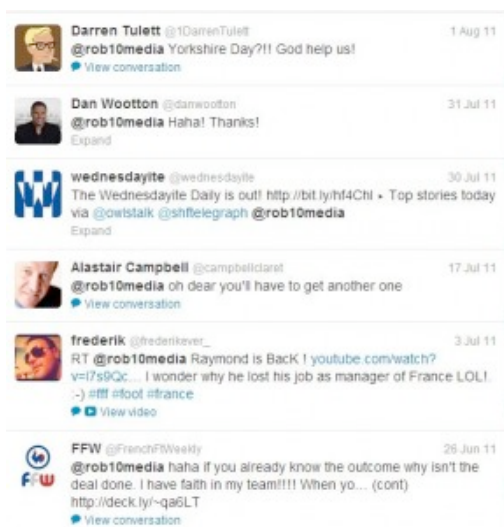 Darren Tulett @1DarrenTulett 1 Aug 11
@rob10media Yorkshire Day?!! God help us!
View conversation
Dan Wootton @danwootton 31 Jul 11
@rob10media Haha! Thanks!
Expand
wednesdayite @wednesdayite 30 Jul 11
The Wednesdayite Daily is out! http://bit.ly/hf4Chl ▸ Top stories today
via @owlstalk @shftelegraph @rob10media
Expand
Alastair Campbell @campbellclaret 17 Jul 11
@rob10media oh dear you'll have to get another one
View conversation
frederik @frederikever_ 3 Jul 11
RT @rob10media Raymond is BacK ! youtube.com/watch?
v=l7s9Qc... I wonder why he lost his job as manager of France LOL!
:-) #fff #foot #france
View video
FFW @FrenchFtWeekly 26 Jun 11
@rob10media haha if you already know the outcome why isn't the
FFW deal done. I have faith in my team!!!! When yo... (cont)
http://deck.ly/~qa6LT
View conversation